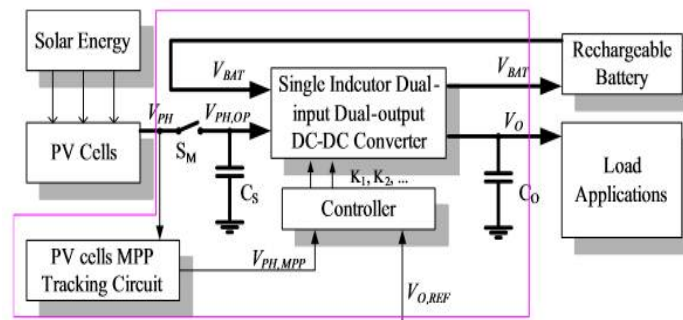 Solar Energy
PV Cells
V_PH
S_M
V_PH,OP
C_S
V_BAT
Single Indcutor Dual-
input Dual-output
DC-DC Converter
V_BAT
Rechargeable
Battery
V_O
Load
Applications
C_O
K_1, K_2, ...
Controller
PV cells MPP
Tracking Circuit
V_PH,MPP
V_O,REF